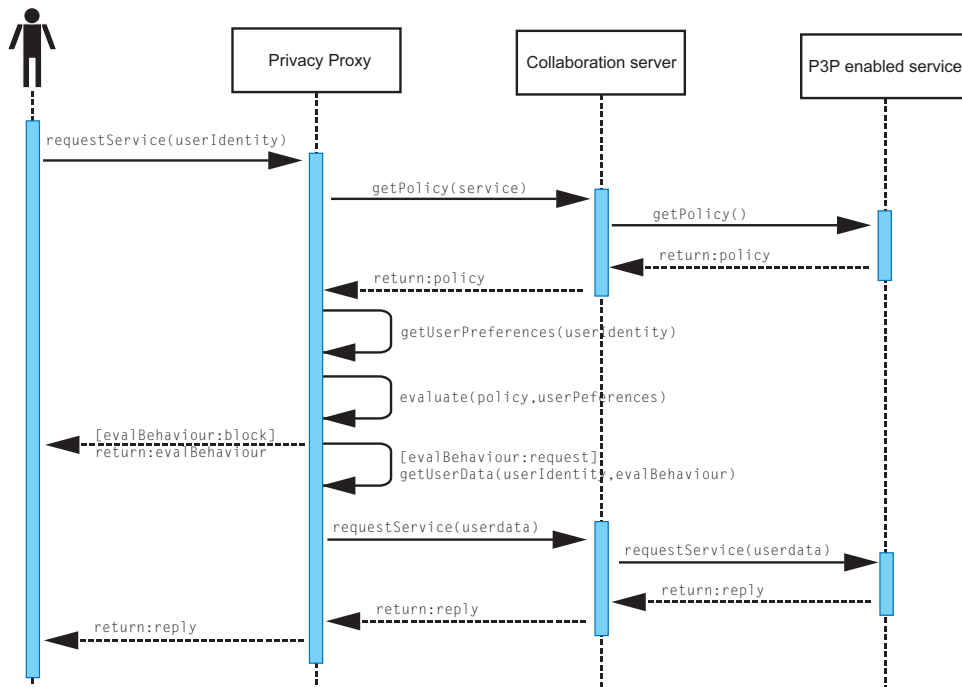 Privacy Proxy
Collaboration server
P3P enabled service
requestService(userIdentity)
getPolicy(service)
getPolicy()
return:policy
return:policy
getUserPreferences(userIdentity)
evaluate(policy,userPeferences)
[evalBehaviour:block]
return:evalBehaviour
[evalBehaviour:request]
getUserData(userIdentity,evalBehaviour)
requestService(userdata)
requestService(userdata)
return:reply
return:reply
return:reply